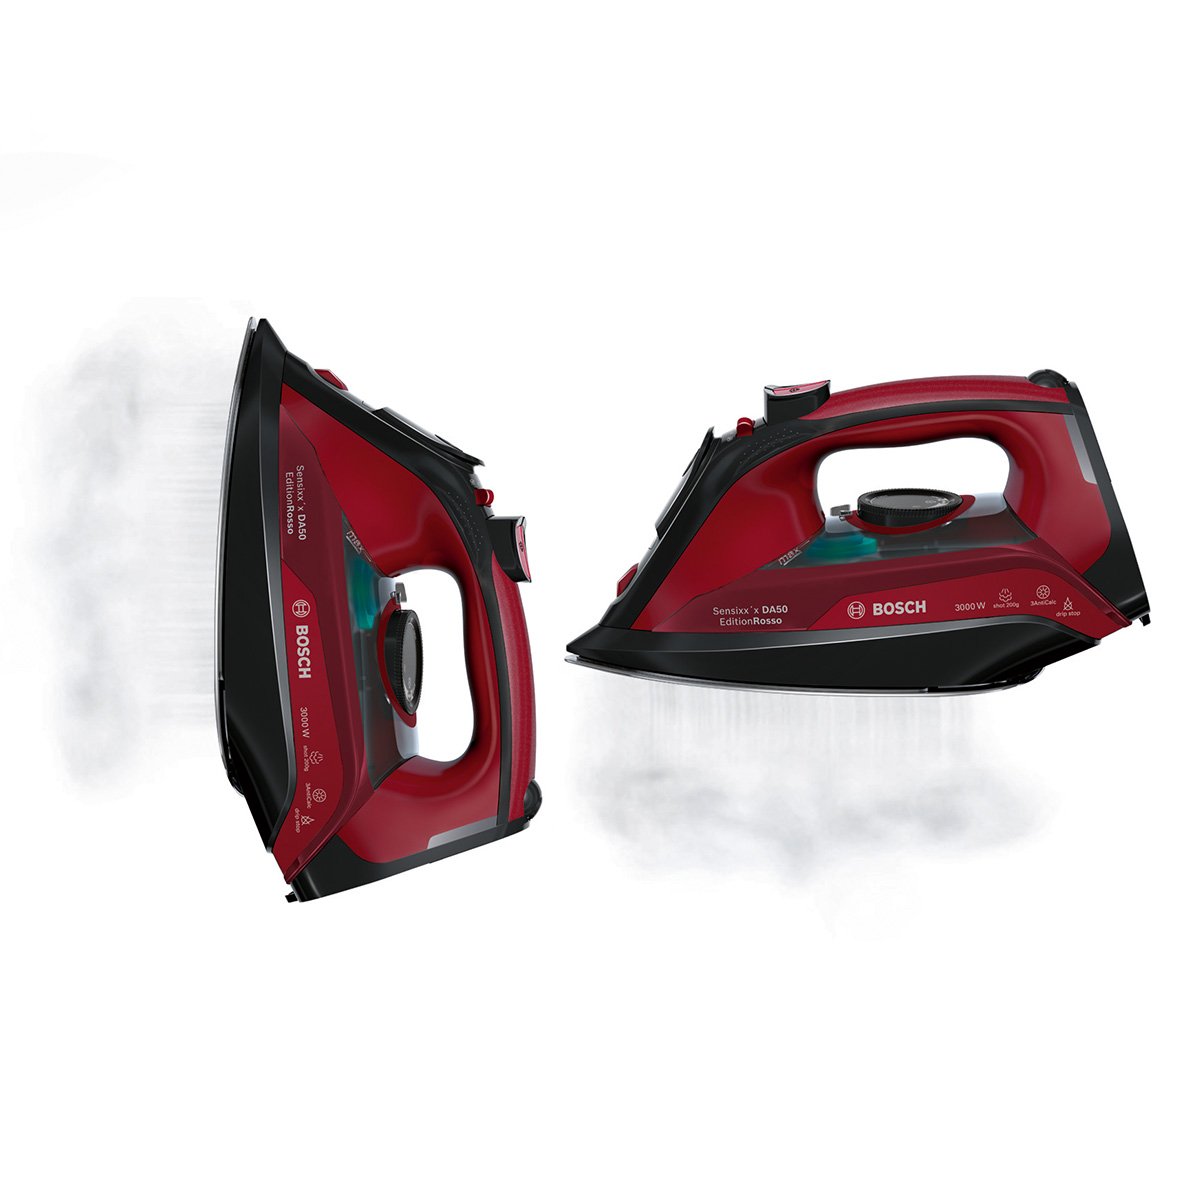 Sensixx´x DA50
EditionRosso
max
BOSCH
3000 W
shot 200g
3AntiCalc
drip stop
max
Sensixx´x DA50
EditionRosso
BOSCH
3000 W
shot 200g
3AntiCalc
drip stop